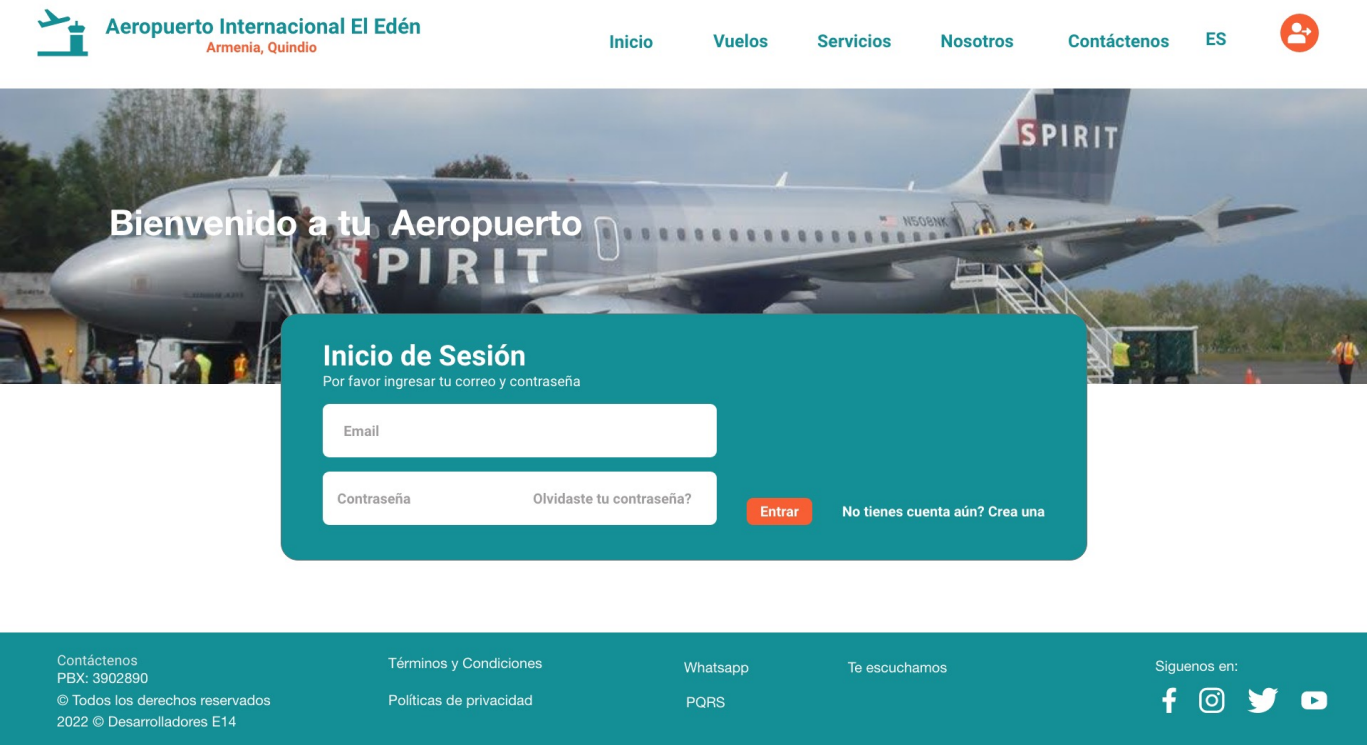 Aeropuerto Internacional El Edén
Armenia, Quindio
Inicio Vuelos Servicios Nosotros Contáctenos ES
SPIRIT
N508NK
Bienvenido a tu Aeropuerto
SPIRIT
Inicio de Sesión
Por favor ingresar tu correo y contraseña
Email
Contraseña Olvidaste tu contraseña?
Entrar No tienes cuenta aún? Crea una
Contáctenos
PBX: 3902890
© Todos los derechos reservados
2022 © Desarrolladores E14
Términos y Condiciones
Políticas de privacidad
Whatsapp
PQRS
Te escuchamos
Siguenos en: